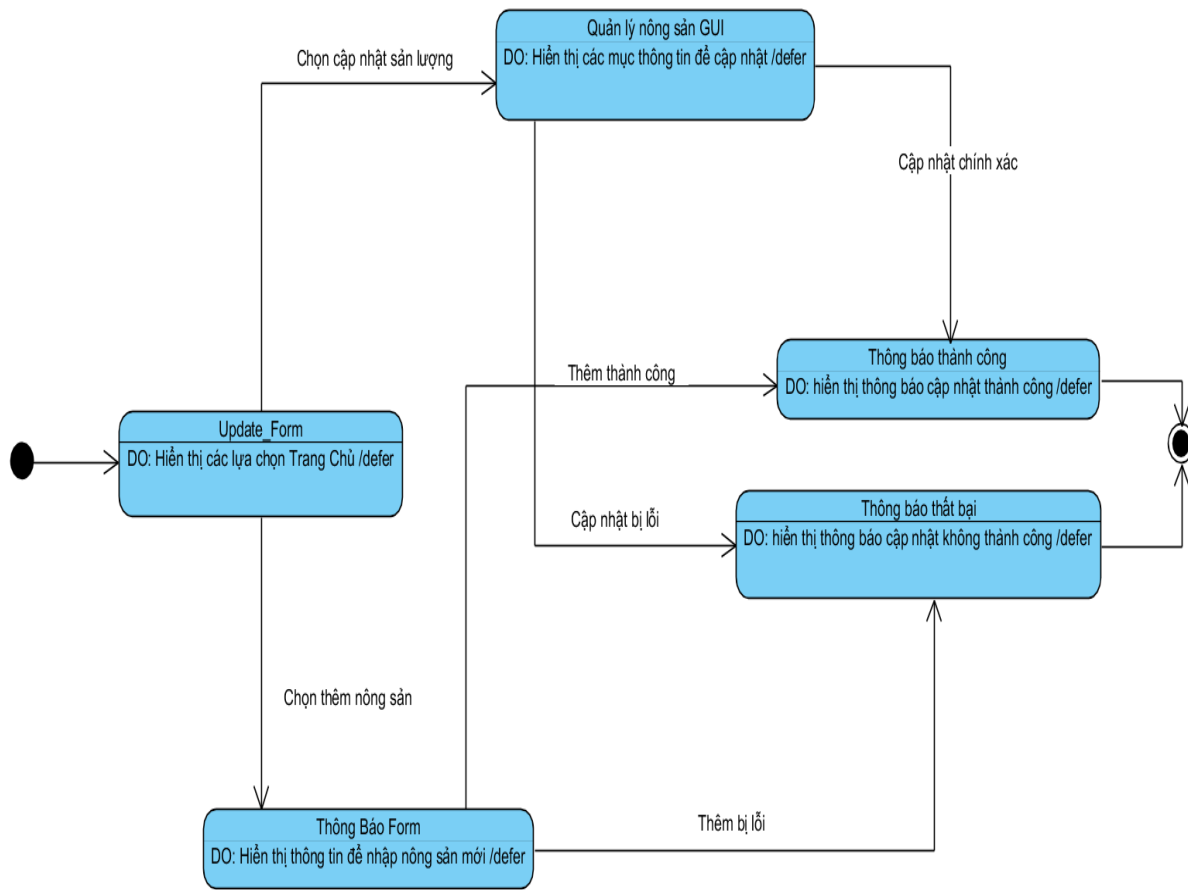 Quản lý nông sản GUI
DO: Hiển thị các mục thông tin để cập nhật /defer
Chọn cập nhật sản lượng
Cập nhật chính xác
Thông báo thành công
DO: hiển thị thông báo cập nhật thành công /defer
Thêm thành công
Update_Form
DO: Hiển thị các lựa chọn Trang Chủ /defer
Thông báo thất bại
DO: hiển thị thông báo cập nhật không thành công /defer
Cập nhật bị lỗi
Chọn thêm nông sản
Thông Báo Form
DO: Hiển thị thông tin để nhập nông sản mới /defer
Thêm bị lỗi